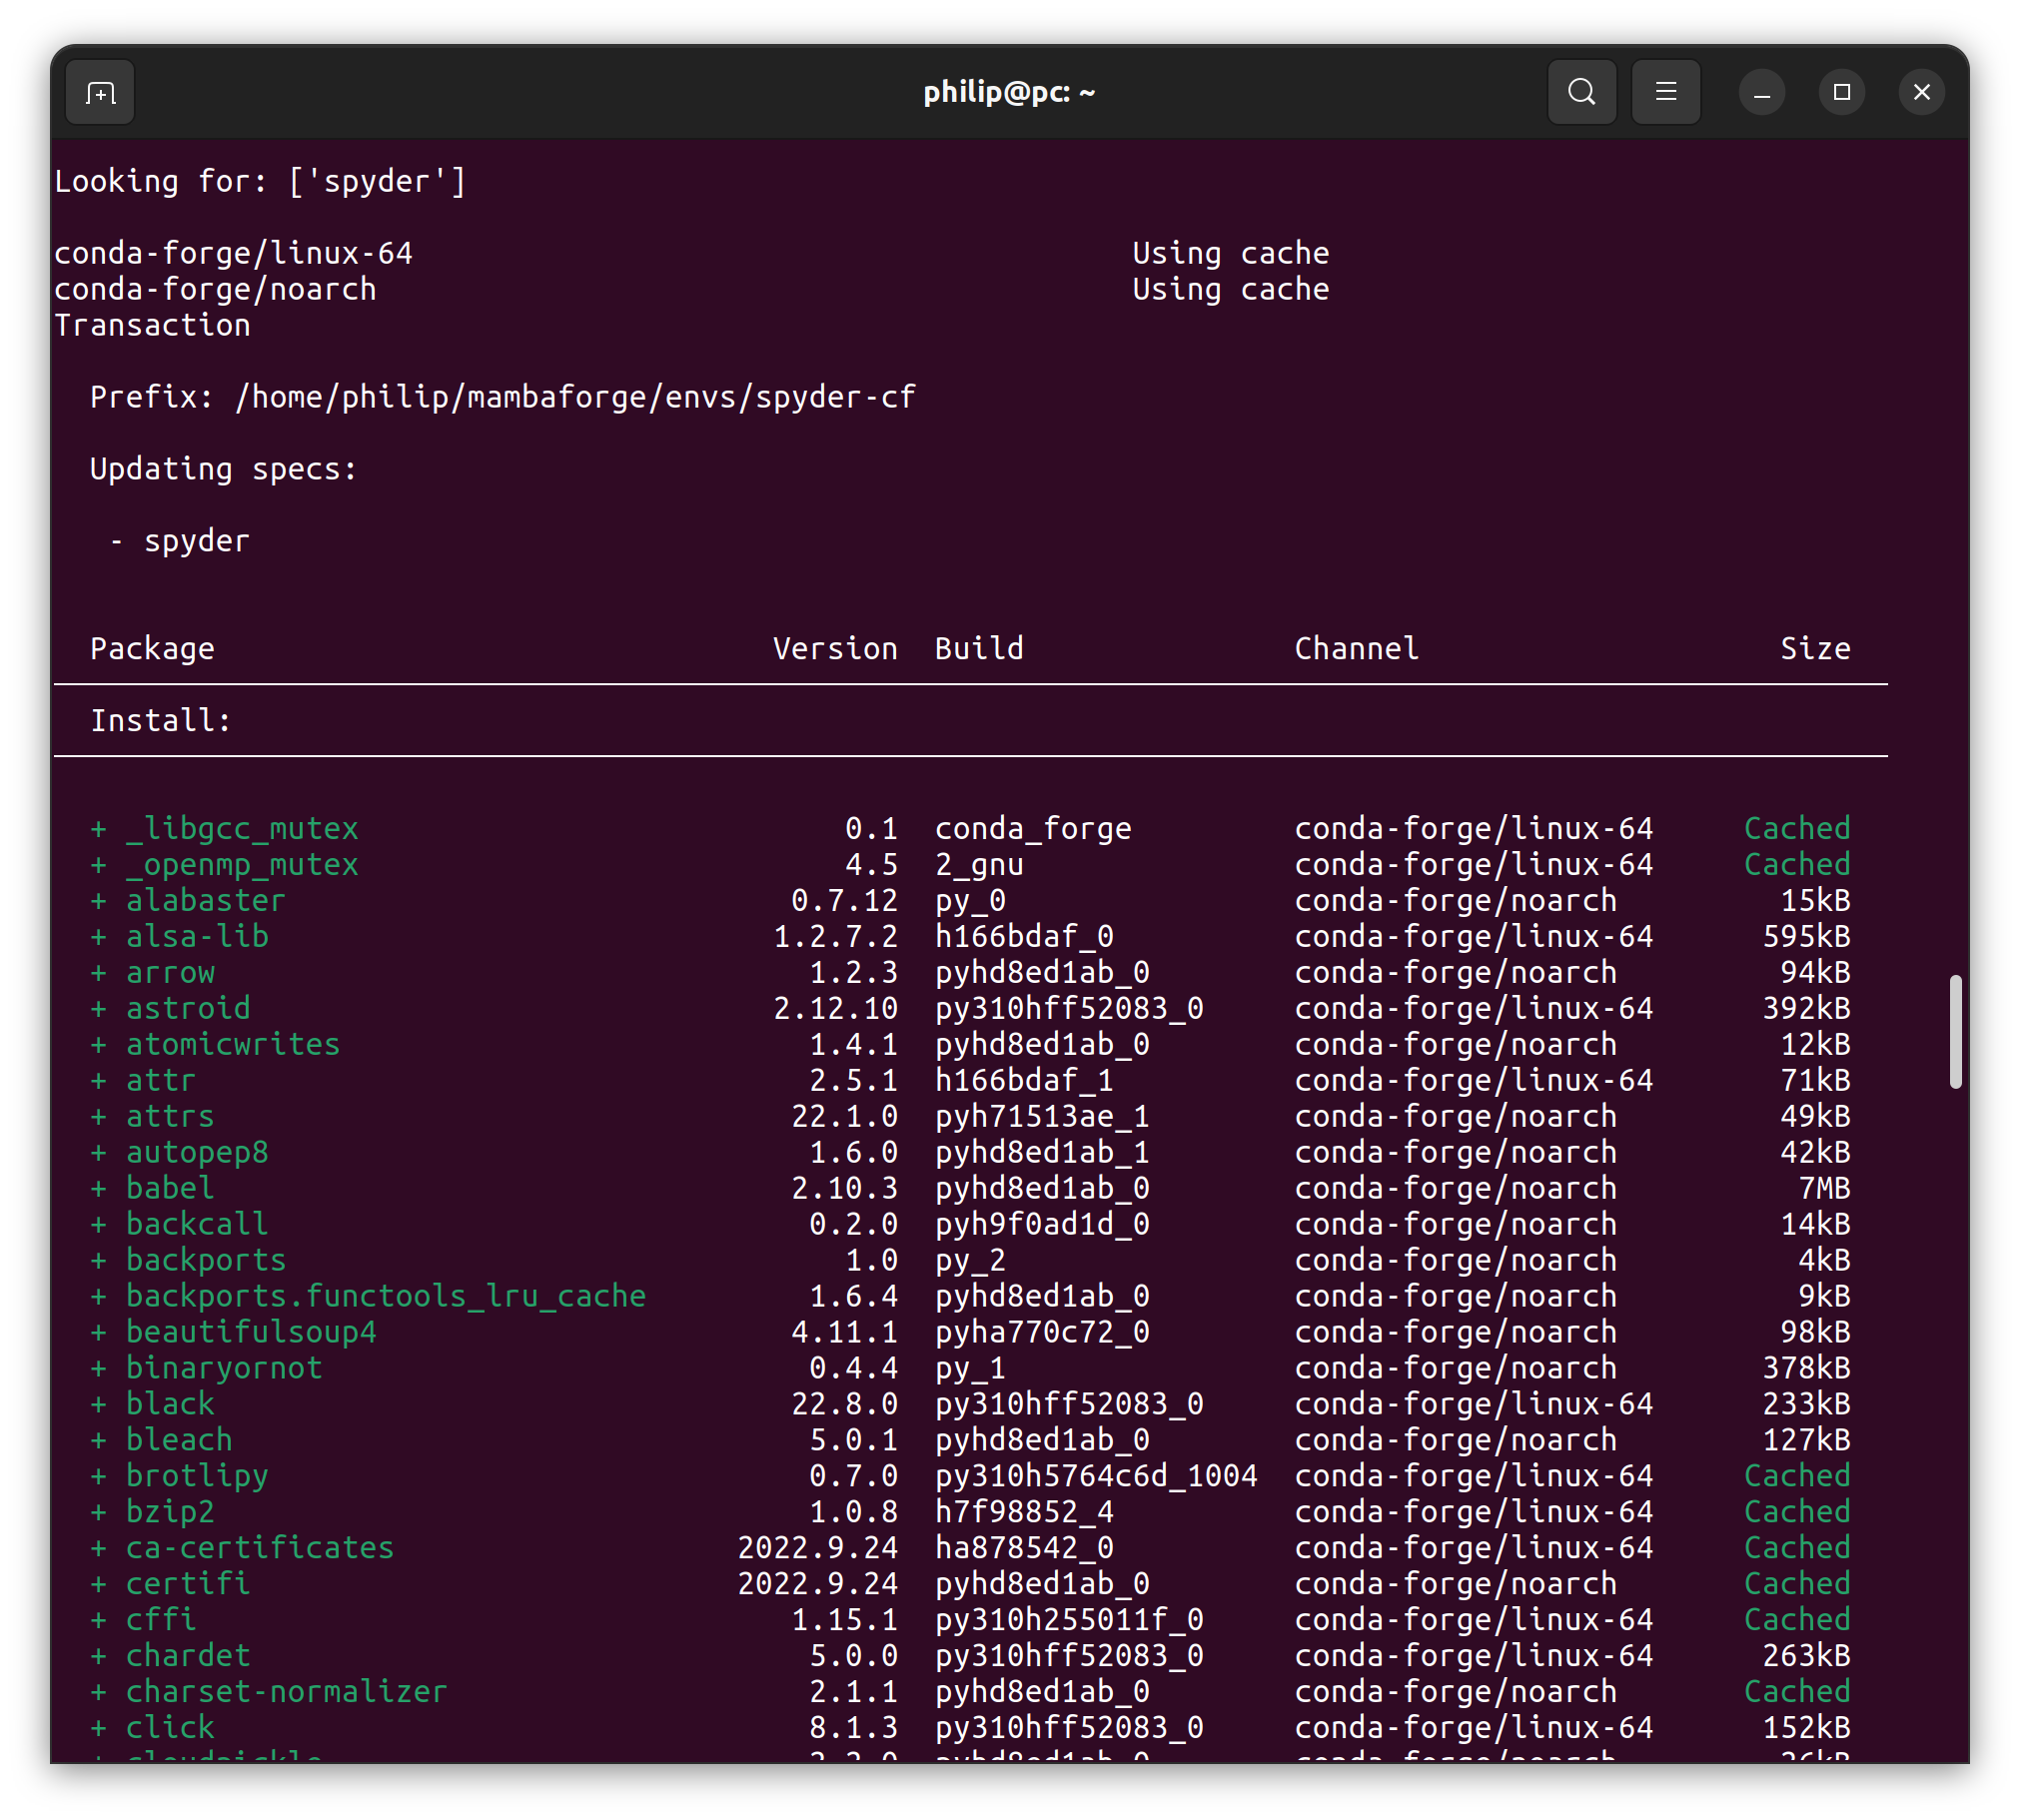 philip@pc: ~
Looking for: ['spyder']
conda-forge/linux-64 Using cache
conda-forge/noarch Using cache
Transaction
Prefix: /home/philip/mambaforge/envs/spyder-cf
Updating specs:
- spyder
Package Version Build Channel Size
Install:
+ _libgcc_mutex 0.1 conda_forge conda-forge/linux-64 Cached
+ _openmp_mutex 4.5 2_gnu conda-forge/linux-64 Cached
+ alabaster 0.7.12 py_0 conda-forge/noarch 15kB
+ alsa-lib 1.2.7.2 h166bdaf_0 conda-forge/linux-64 595kB
+ arrow 1.2.3 pyhd8ed1ab_0 conda-forge/noarch 94kB
+ astroid 2.12.10 py310hff52083_0 conda-forge/linux-64 392kB
+ atomicwrites 1.4.1 pyhd8ed1ab_0 conda-forge/noarch 12kB
+ attr 2.5.1 h166bdaf_1 conda-forge/linux-64 71kB
+ attrs 22.1.0 pyh71513ae_1 conda-forge/noarch 49kB
+ autopep8 1.6.0 pyhd8ed1ab_1 conda-forge/noarch 42kB
+ babel 2.10.3 pyhd8ed1ab_0 conda-forge/noarch 7MB
+ backcall 0.2.0 pyh9f0ad1d_0 conda-forge/noarch 14kB
+ backports 1.0 py_2 conda-forge/noarch 4kB
+ backports.functools_lru_cache 1.6.4 pyhd8ed1ab_0 conda-forge/noarch 9kB
+ beautifulsoup4 4.11.1 pyha770c72_0 conda-forge/noarch 98kB
+ binaryornot 0.4.4 py_1 conda-forge/noarch 378kB
+ black 22.8.0 py310hff52083_0 conda-forge/linux-64 233kB
+ bleach 5.0.1 pyhd8ed1ab_0 conda-forge/noarch 127kB
+ brotlipy 0.7.0 py310h5764c6d_1004 conda-forge/linux-64 Cached
+ bzip2 1.0.8 h7f98852_4 conda-forge/linux-64 Cached
+ ca-certificates 2022.9.24 ha878542_0 conda-forge/linux-64 Cached
+ certifi 2022.9.24 pyhd8ed1ab_0 conda-forge/noarch Cached
+ cffi 1.15.1 py310h255011f_0 conda-forge/linux-64 Cached
+ chardet 5.0.0 py310hff52083_0 conda-forge/linux-64 263kB
+ charset-normalizer 2.1.1 pyhd8ed1ab_0 conda-forge/noarch Cached
+ click 8.1.3 py310hff52083_0 conda-forge/linux-64 152kB
+ cloudpickle pyhd8ed1ab_0 conda-forge/noarch